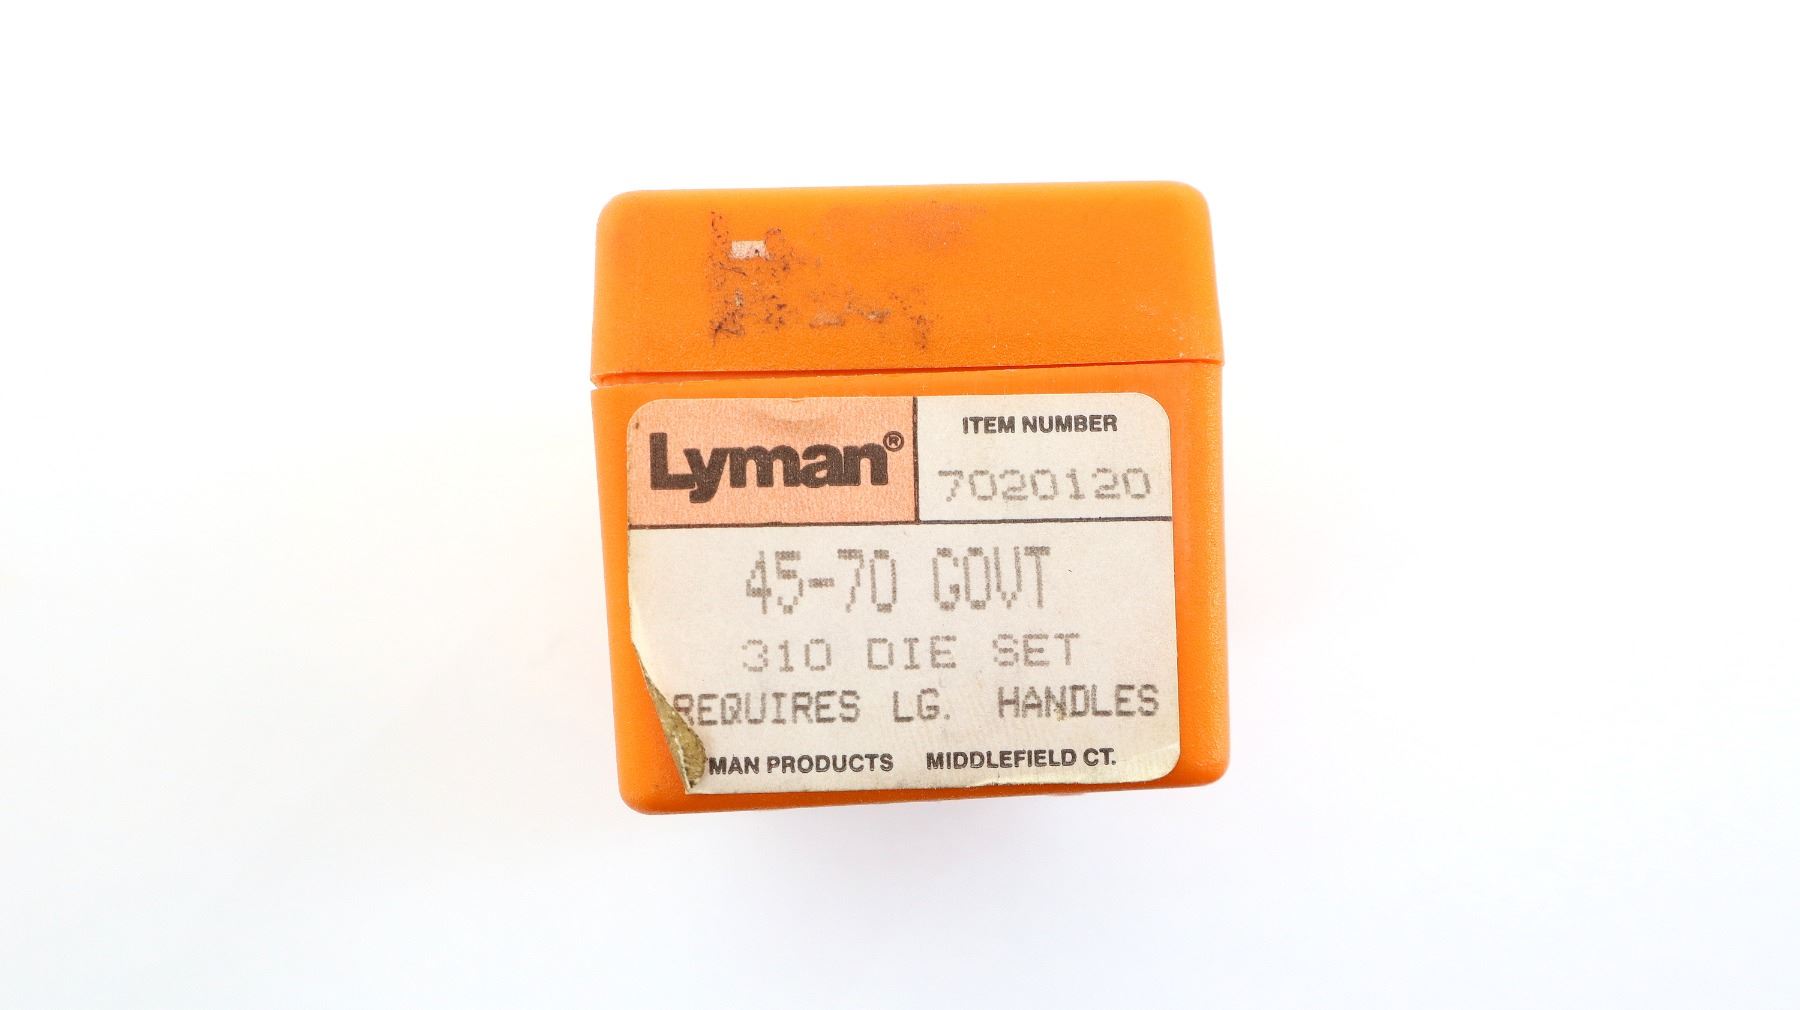 Lyman®
ITEM NUMBER
7020120
45-70 GOVT
310 DIE SET
REQUIRES LG. HANDLES
MAN PRODUCTS MIDDLEFIELD CT.